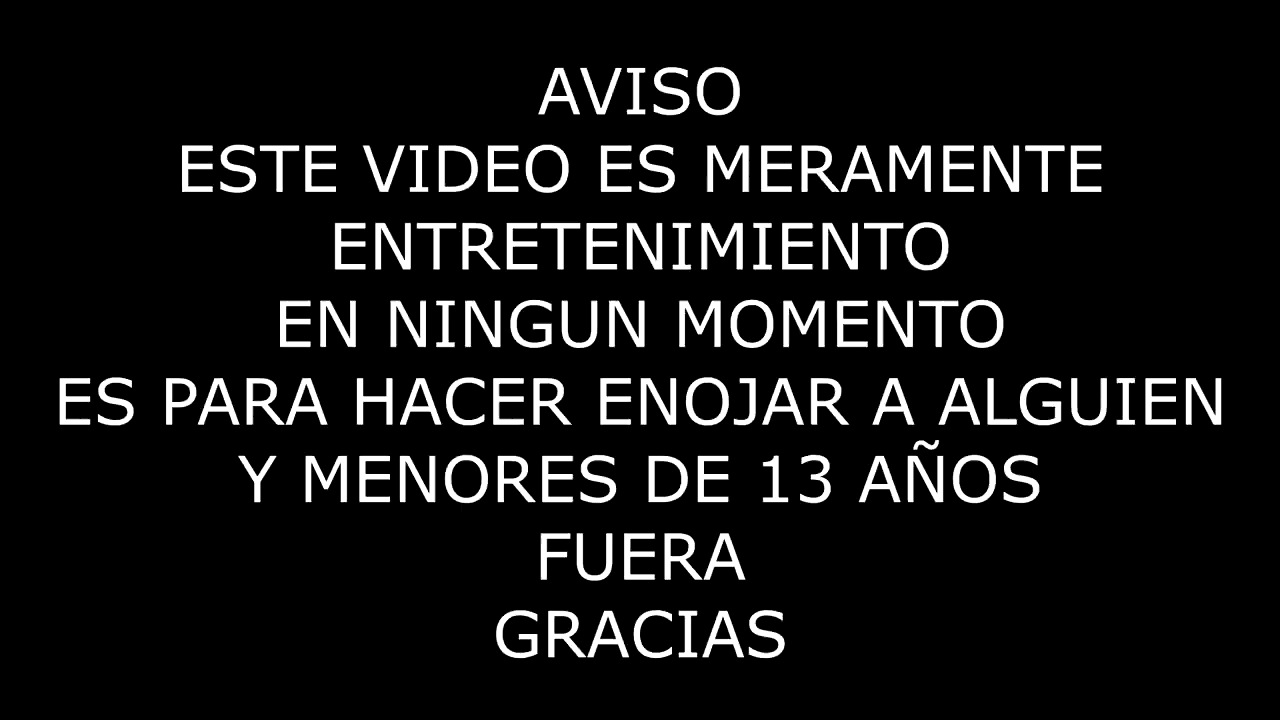 AVISO
ESTE VIDEO ES MERAMENTE
ENTRETENIMIENTO
EN NINGUN MOMENTO
ES PARA HACER ENOJAR A ALGUIEN
Y MENORES DE 13 AÑOS
FUERA
GRACIAS